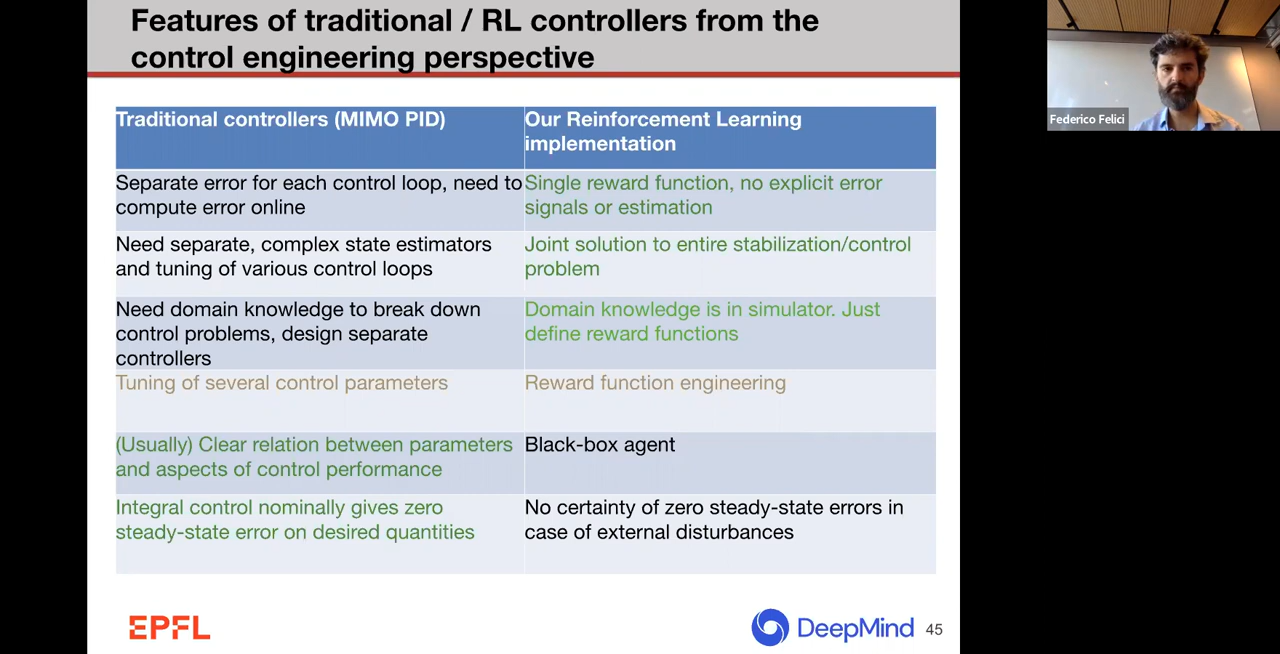 Features of traditional / RL controllers from the
control engineering perspective
Traditional controllers (MIMO PID)
Our Reinforcement Learning
implementation
Separate error for each control loop, need to
compute error online
Single reward function, no explicit error
signals or estimation
Need separate, complex state estimators
and tuning of various control loops
Joint solution to entire stabilization/control
problem
Need domain knowledge to break down
control problems, design separate
controllers
Domain knowledge is in simulator. Just
define reward functions
Tuning of several control parameters
Reward function engineering
(Usually) Clear relation between parameters
and aspects of control performance
Black-box agent
Integral control nominally gives zero
steady-state error on desired quantities
No certainty of zero steady-state errors in
case of external disturbances
EPFL
DeepMind
45
Federico Felici